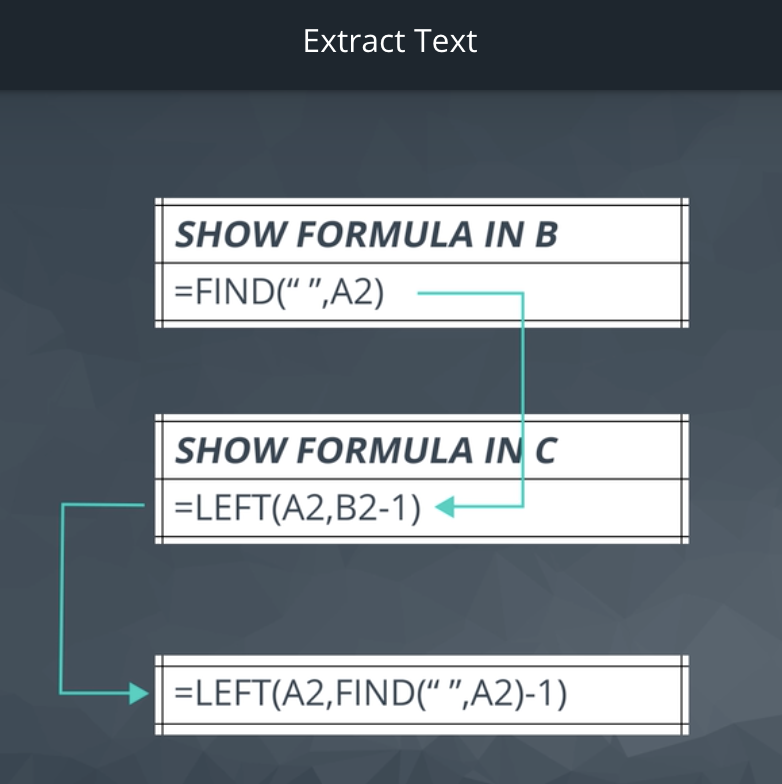 Extract Text
SHOW FORMULA IN B
=FIND(“ ”,A2)
SHOW FORMULA IN C
=LEFT(A2,B2-1)
=LEFT(A2,FIND(“ ”,A2)-1)